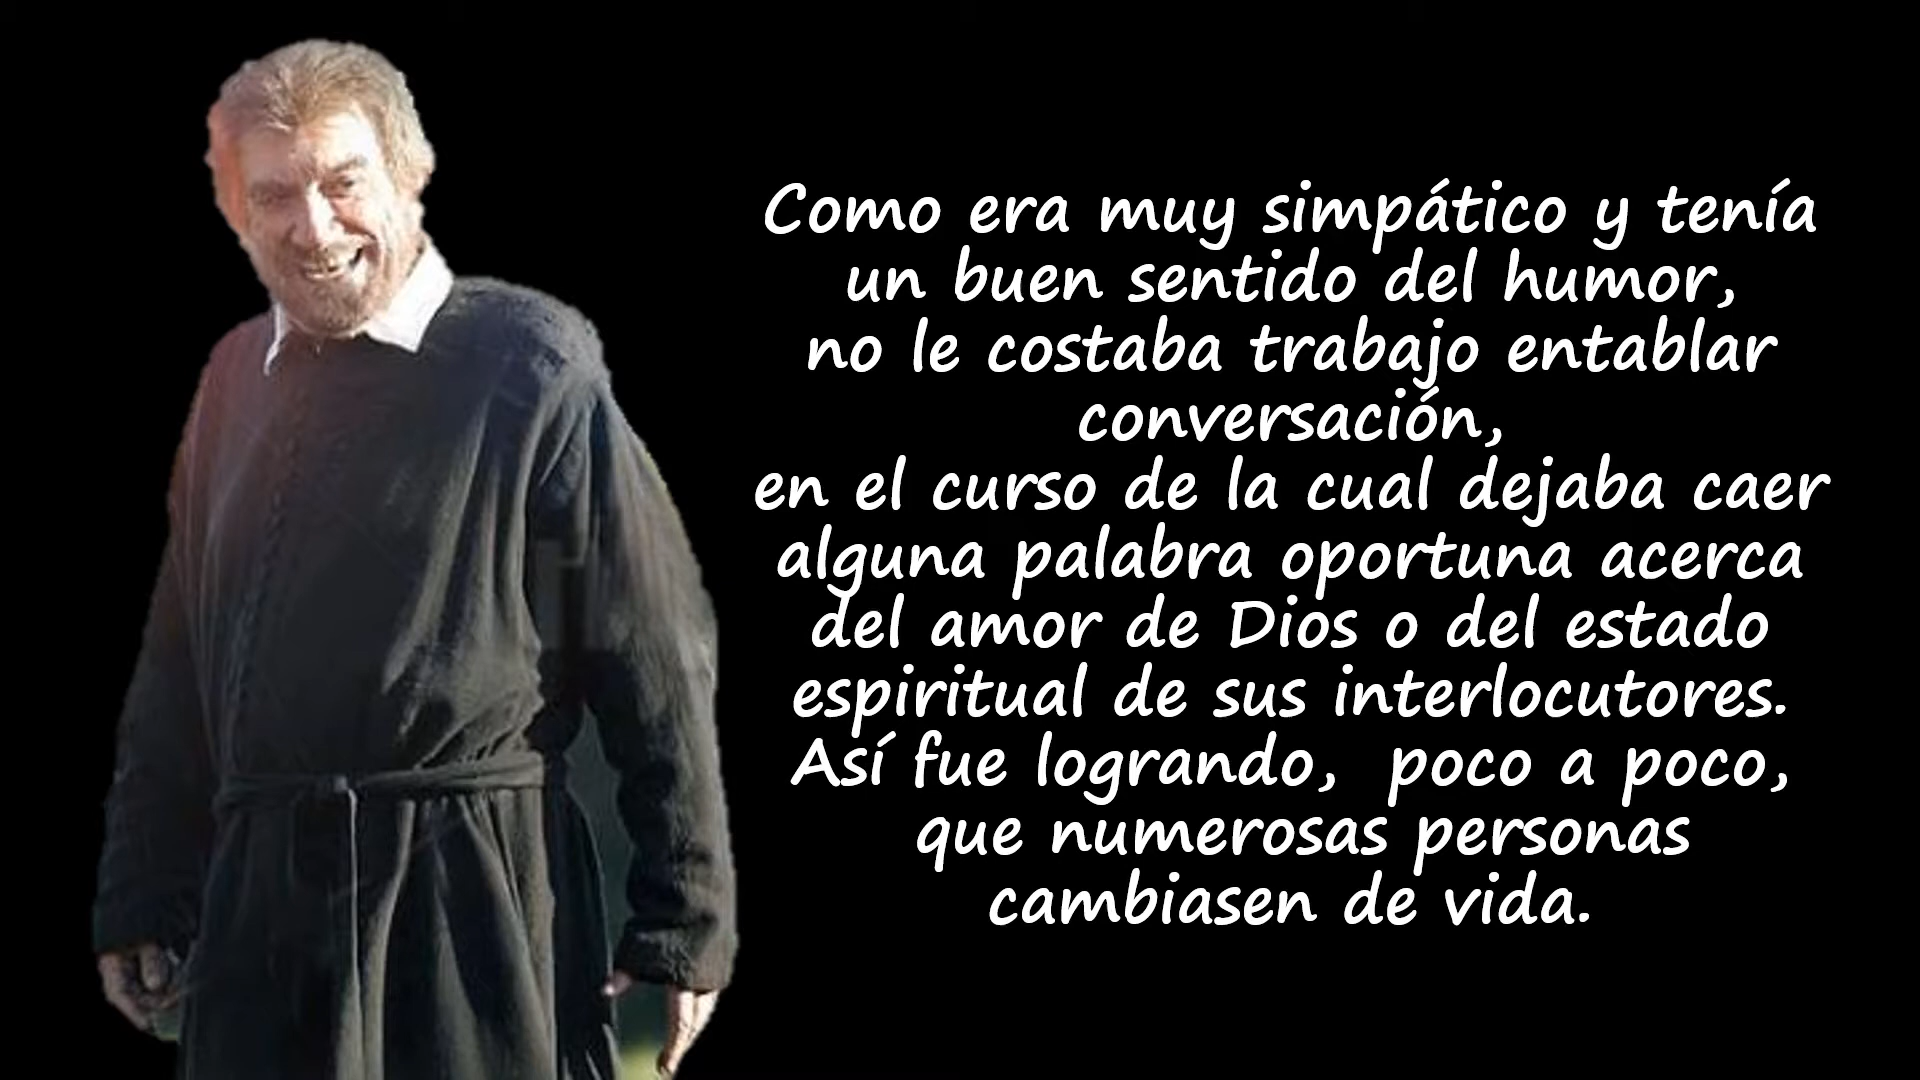 Como era muy simpático y tenía
un buen sentido del humor,
no le costaba trabajo entablar
conversación,
en el curso de la cual dejaba caer
alguna palabra oportuna acerca
del amor de Dios o del estado
espiritual de sus interlocutores.
Así fue logrando,  poco a poco,
que numerosas personas
cambiasen de vida.